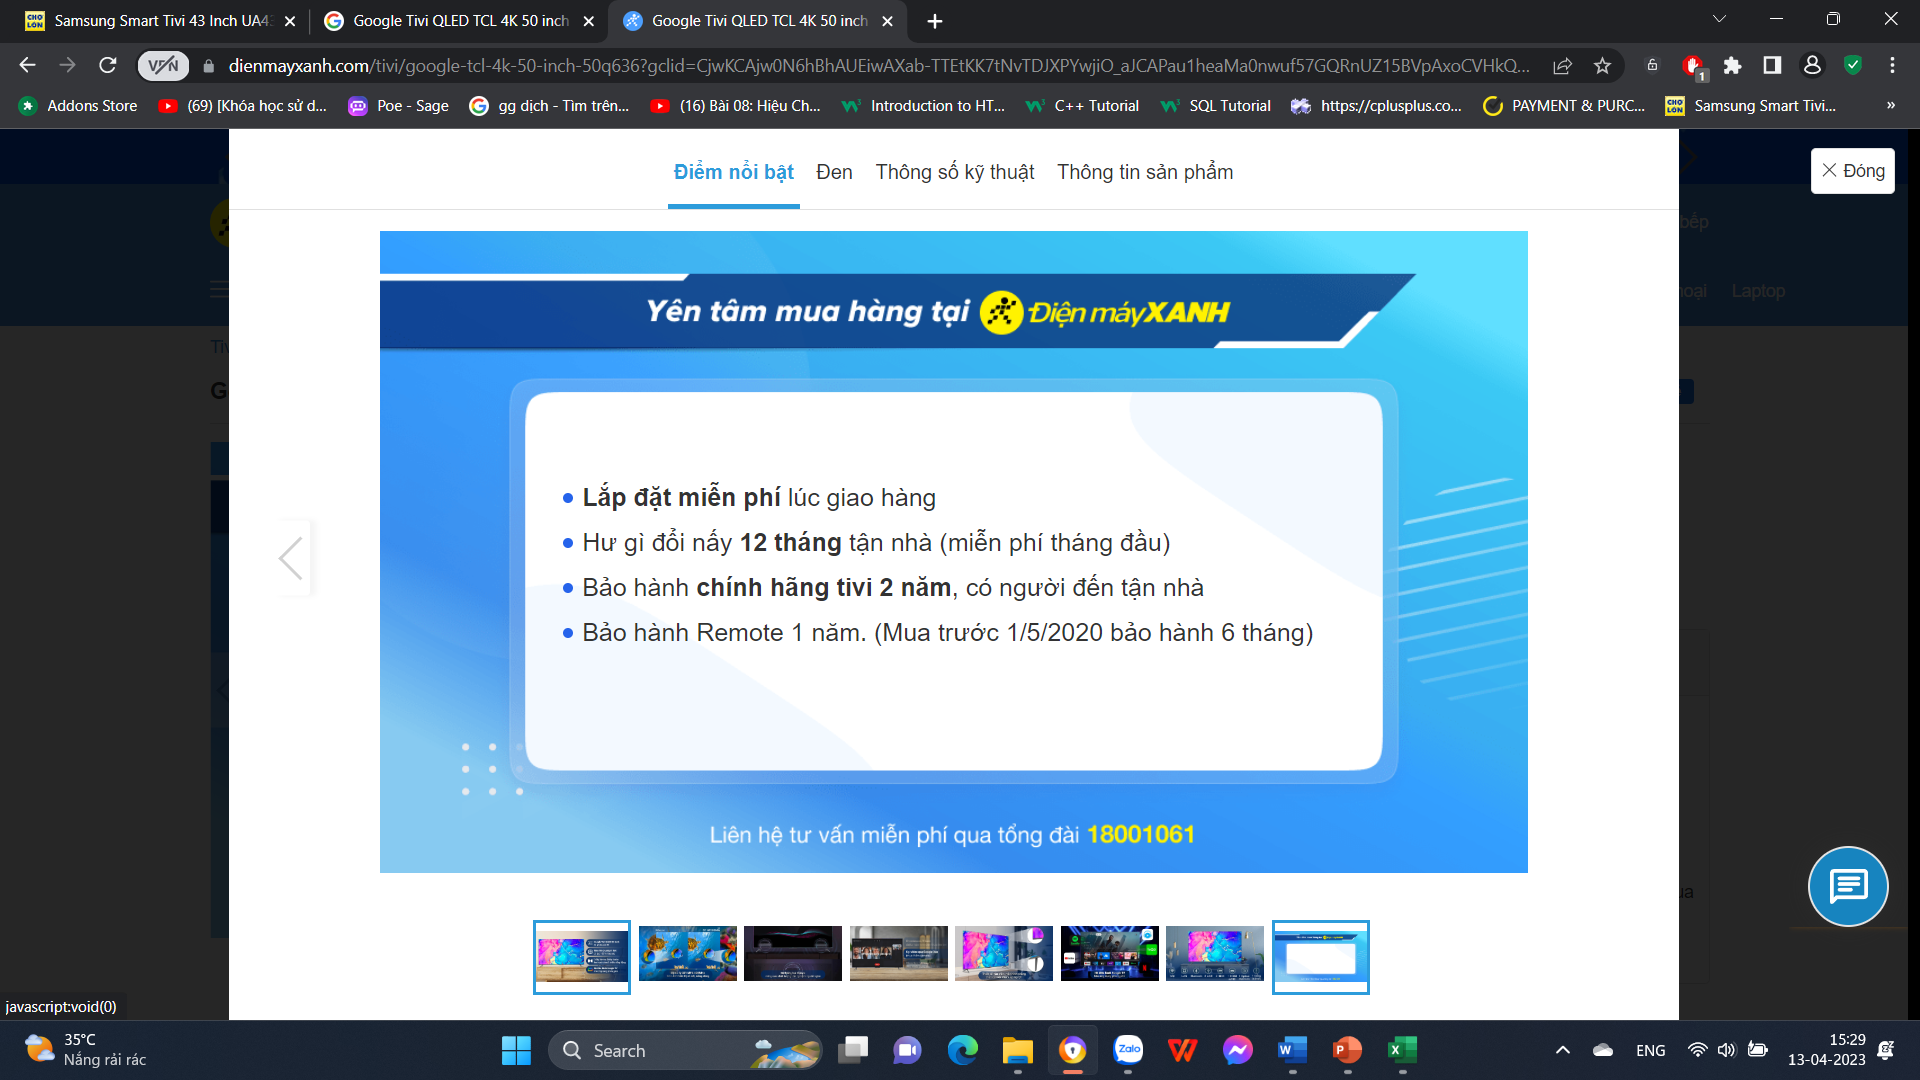 Samsung Smart Tivi 43 Inch UA43
Google Tivi QLED TCL 4K 50 inch
Google Tivi QLED TCL 4K 50 inch
VPN
dienmayxanh.com/tivi/google-tcl-4k-50-inch-50q636?gclid=CjwKCAjw0N6hBhAUEiwAXab-TTEtKK7tNvTDJXPYwjiO_aJCAPau1heaMa0nwuf57GQRnUZ15BVpAxoCVHkQ...
1
Addons Store
(69) [Khóa học sử d...
Poe - Sage
gg dịch - Tìm trên...
(16) Bài 08: Hiệu Ch...
Introduction to HT...
C++ Tutorial
SQL Tutorial
https://cplusplus.co...
PAYMENT & PURC...
Samsung Smart Tivi...
»
Điểm nổi bật
Đen
Thông số kỹ thuật
Thông tin sản phẩm
Đóng
bếp
Laptop
Yên tâm mua hàng tại Điện máy XANH
• Lắp đặt miễn phí lúc giao hàng
• Hư gì đổi nấy 12 tháng tận nhà (miễn phí tháng đầu)
• Bảo hành chính hãng tivi 2 năm, có người đến tận nhà
• Bảo hành Remote 1 năm. (Mua trước 1/5/2020 bảo hành 6 tháng)
Liên hệ tư vấn miễn phí qua tổng đài 18001061
javascript:void(0)
35°C
Nắng rải rác
Search
Zalo
ENG
15:29
13-04-2023